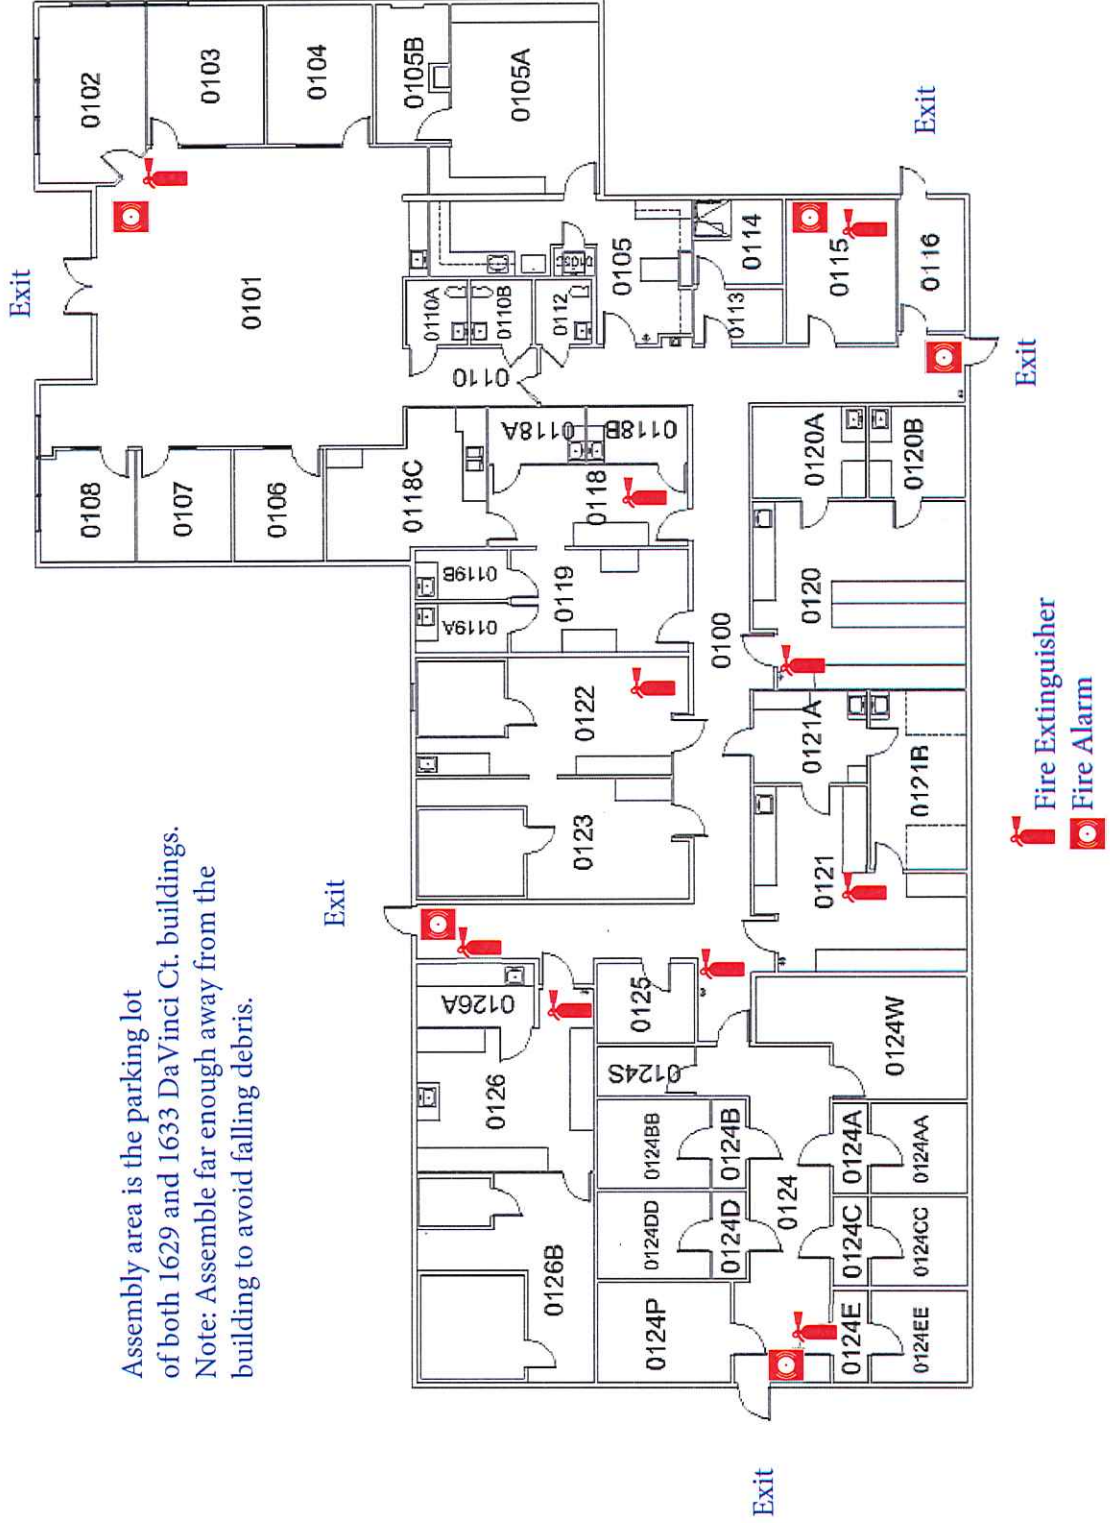 Assembly area is the parking lot
of both 1629 and 1633 DaVinci Ct. buildings.
Note: Assemble far enough away from the
building to avoid falling debris.
Exit
Exit
Exit
Exit
Exit
0102
0103
0104
0105B
0105A
0101
0108
0107
0106
0110A
0110B
0110
0112
0105C
0105
0113
0114
0115
0116
0118C
0118A
0118B
0118
0119B
0119A
0119
0122
0123
0100
0120A
0120B
0120
0121A
0121B
0121
0126A
0126
0126B
0125
0124S
0124W
0124BB
0124B
0124DD
0124D
0124P
0124
0124A
0124AA
0124C
0124CC
0124E
0124EE
Fire Extinguisher
Fire Alarm